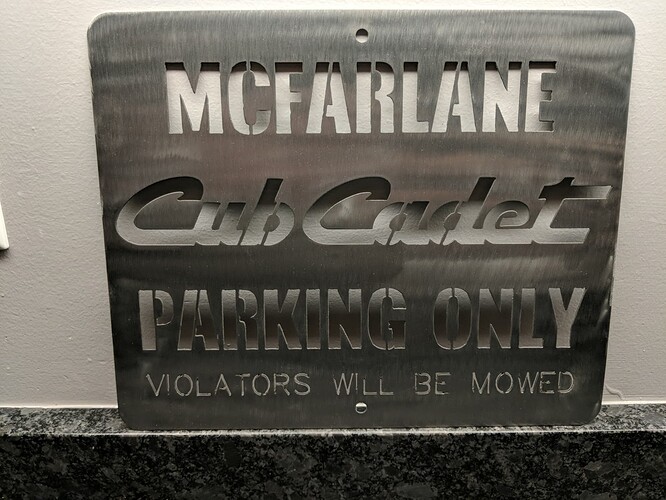 MCFARLANE
Cub Cadet
PARKING ONLY
VIOLATORS WILL BE MOWED